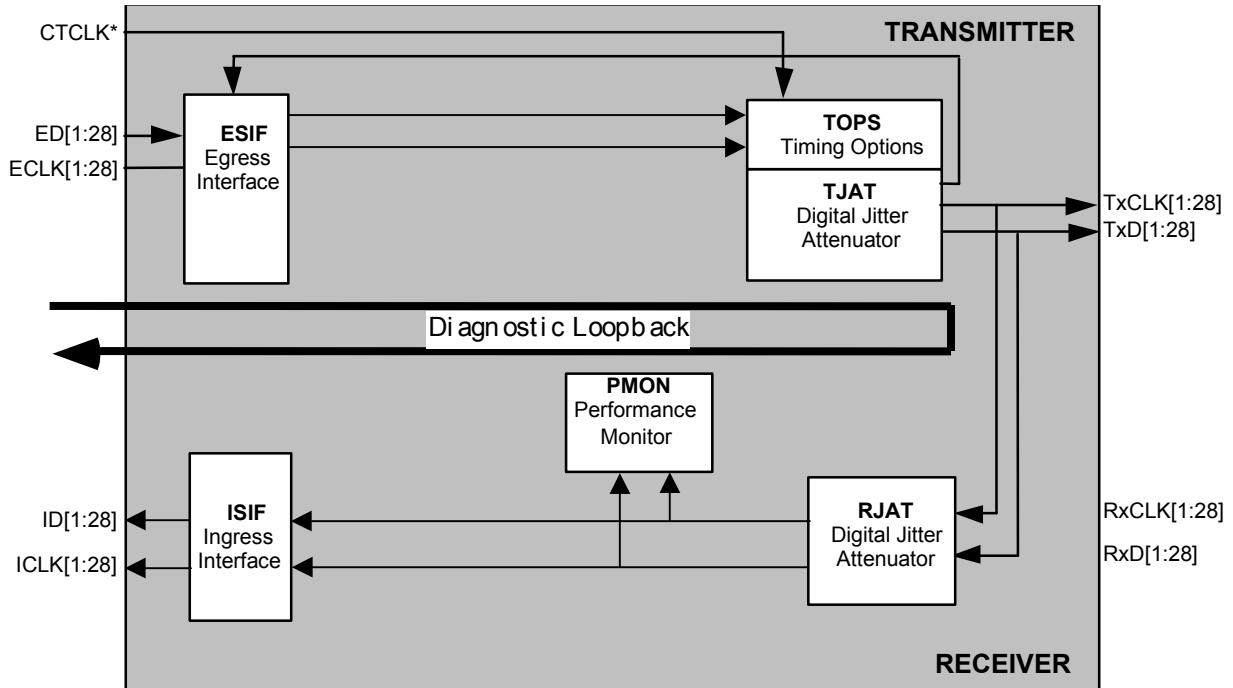 CTCLK*
TRANSMITTER
ED[1:28]
ECLK[1:28]
ESIF
Egress
Interface
TOPS
Timing Options
TJAT
Digital Jitter
Attenuator
TxCLK[1:28]
TxD[1:28]
Diagnostic Loopback
PMON
Performance
Monitor
ID[1:28]
ICLK[1:28]
ISIF
Ingress
Interface
RJAT
Digital Jitter
Attenuator
RxCLK[1:28]
RxD[1:28]
RECEIVER